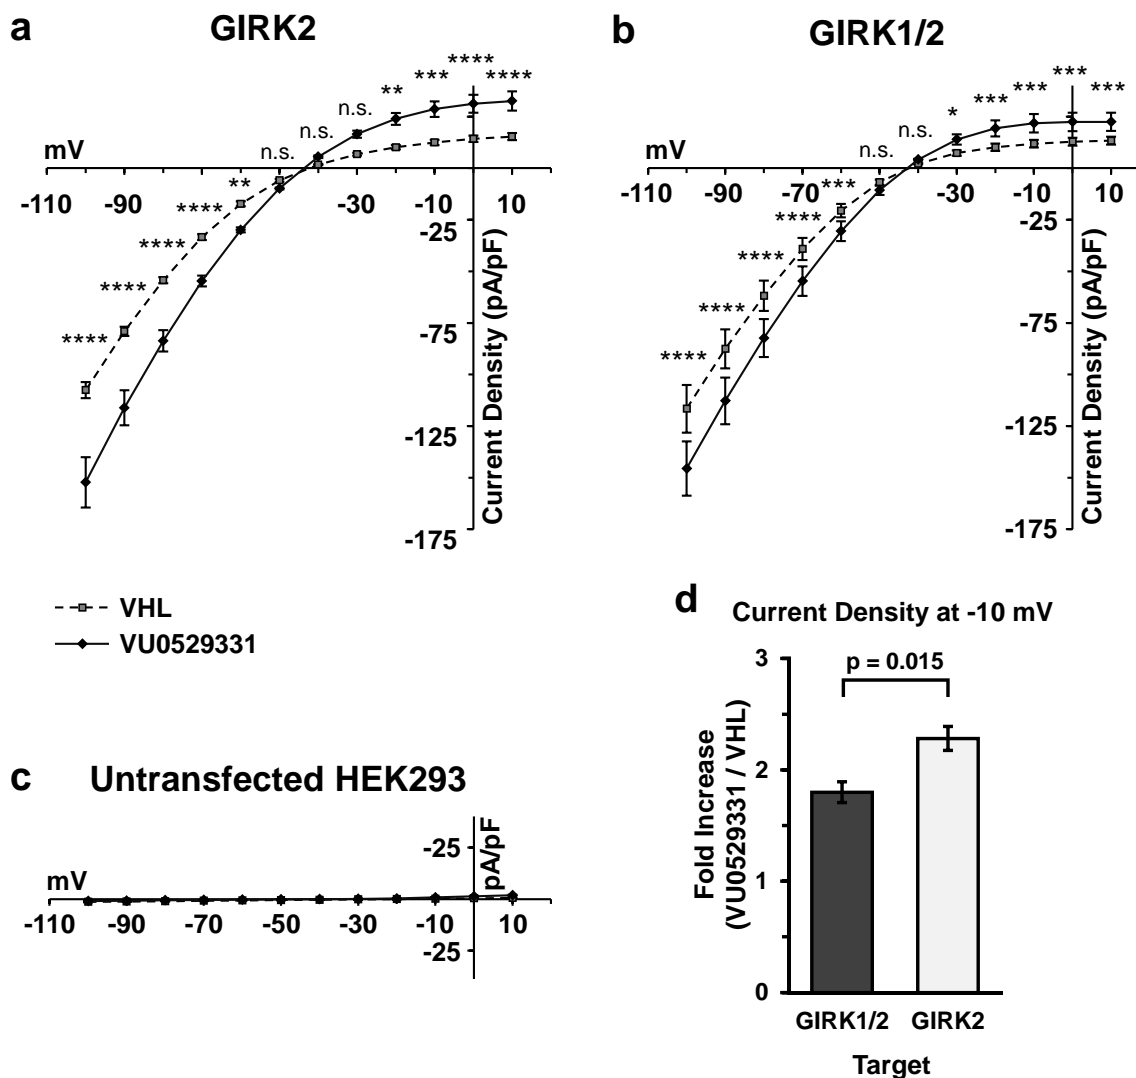 a
GIRK2
****
****
***
**
n.s.
n.s.
n.s.
**
****
****
****
****
mV
-110
-90
-70
-50
-30
10
-25
-75
-125
-175
Current Density (pA/pF)
b
GIRK1/2
***
***
***
***
*
n.s.
n.s.
***
****
****
****
****
mV
-110
-90
-70
-50
-30
10
-25
-75
-125
-175
Current Density (pA/pF)
VHL
VU0529331
c
Untransfected HEK293
mV
-110
-90
-70
-50
-30
-10
10
-25
-25
pA/pF
d
Current Density at -10 mV
p = 0.015
3
2
1
0
Fold Increase
(VU0529331 / VHL)
GIRK1/2
GIRK2
Target